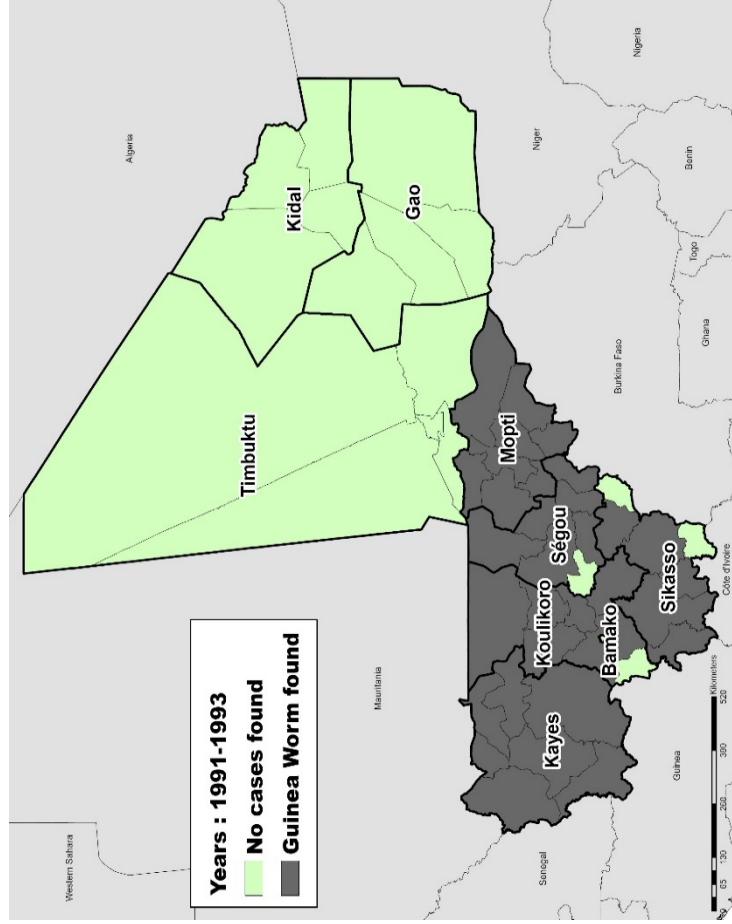 Western Sahara
Algeria
Years : 1991-1993
No cases found
Guinea Worm found
Timbuktu
Kidal
Mauritania
Gao
Mopti
Niger
Koulikoro
Senegal
Kayes
Ségou
Bamako
Burkina Faso
Nigeria
Sikasso
Guinea
Benin
Togo
Ghana
Kilometers
65 130 260 390 520
Côte d'Ivoire